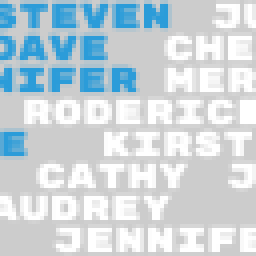 STEVEN JU
DAVE CHE
NIFER MER
RODERICK
E KIRST
CATHY J
AUDREY
JENNIFE